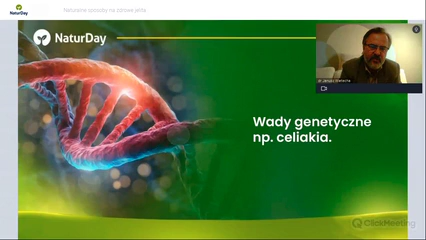 NaturDay
Naturalne sposoby na zdrowe jelita
NaturDay
Wady genetyczne
np. celiakia.
ClickMeeting